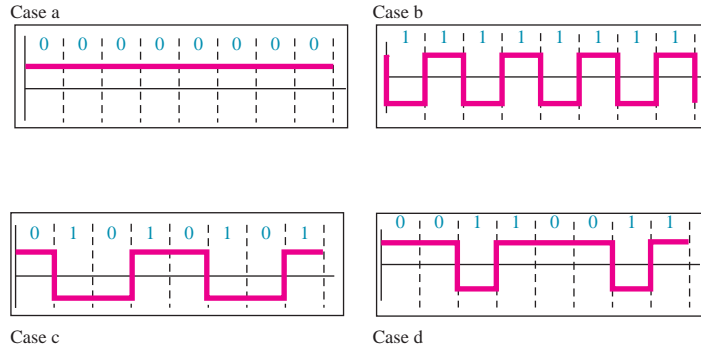 Case a
0 0 0 0 0 0 0 0
Case b
1 1 1 1 1 1 1 1
0 1 0 1 0 1 0 1
Case c
0 0 1 1 0 0 1 1
Case d